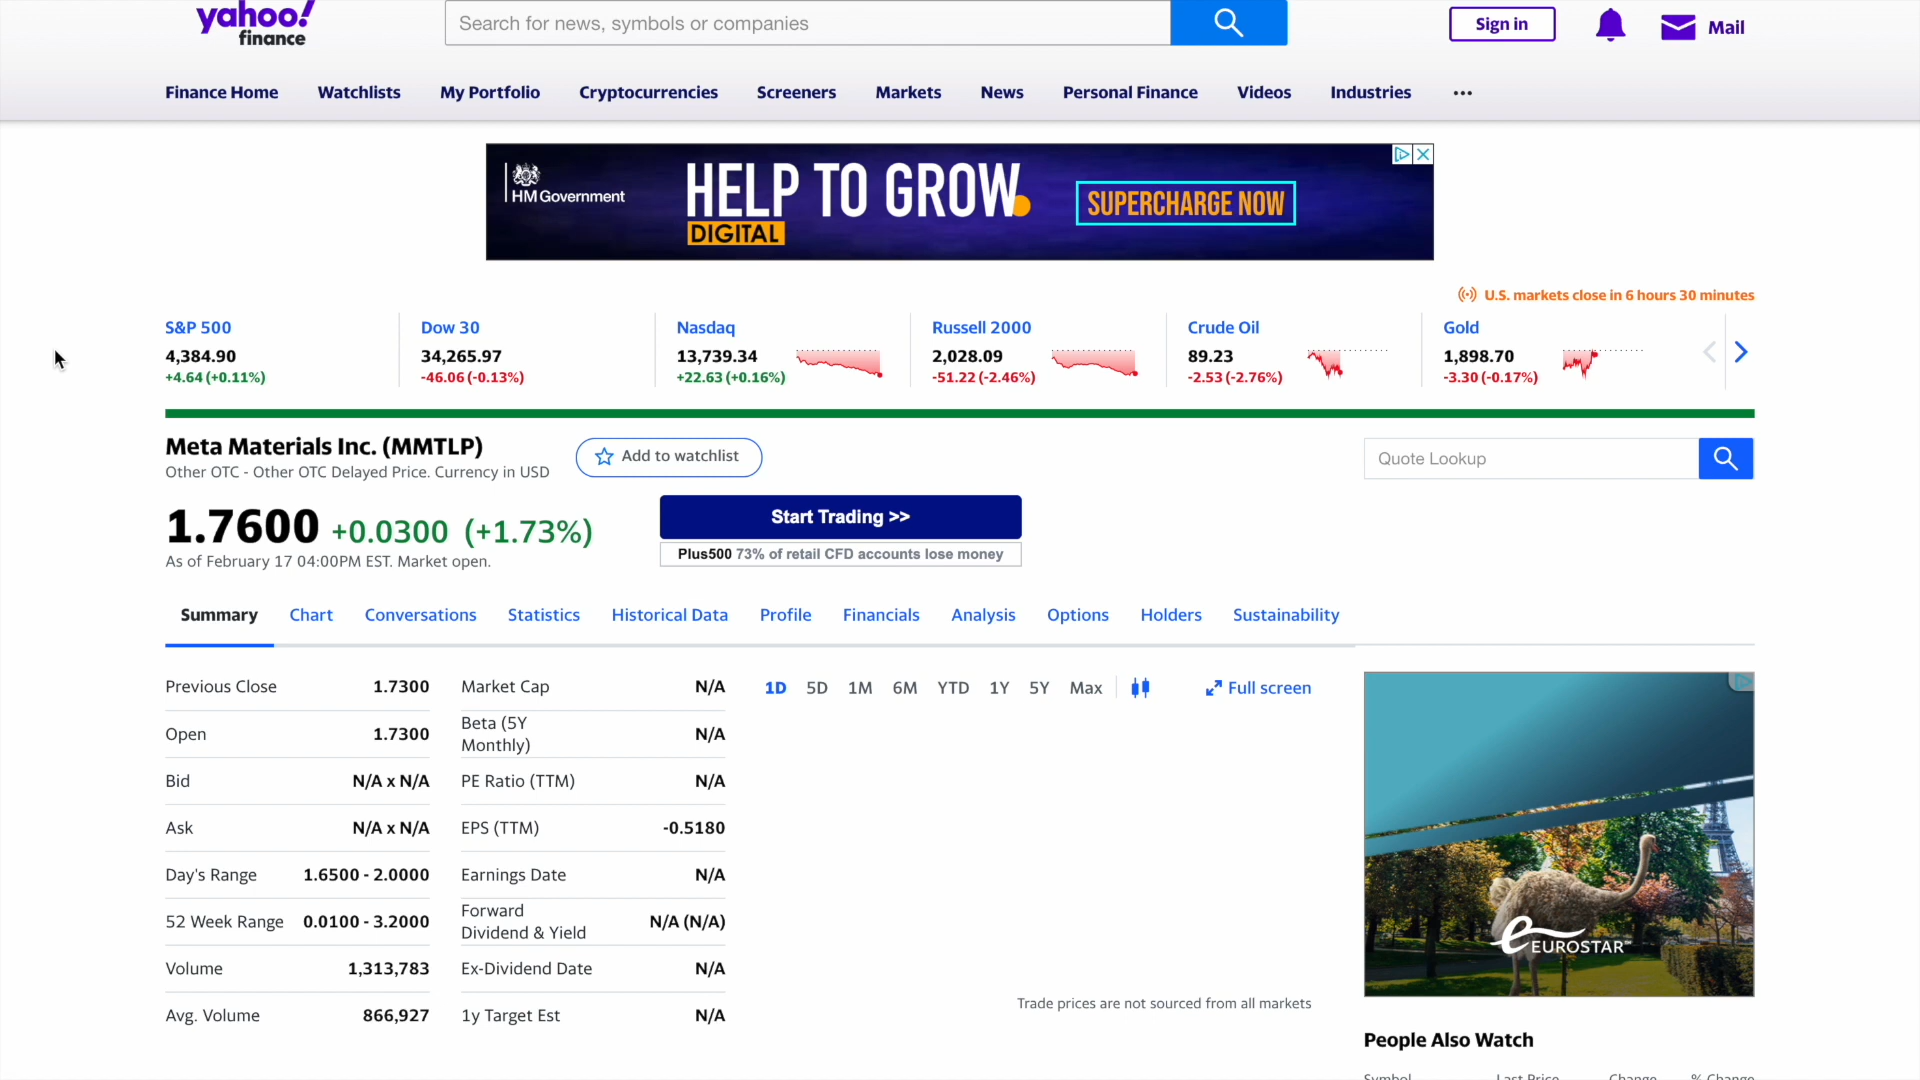 yahoo!
finance
Search for news, symbols or companies
Sign in
Mail
Finance Home
Watchlists
My Portfolio
Cryptocurrencies
Screeners
Markets
News
Personal Finance
Videos
Industries
...
HM Government
HELP TO GROW.
DIGITAL
SUPERCHARGE NOW
U.S. markets close in 6 hours 30 minutes
S&P 500
4,384.90
+4.64 (+0.11%)
Dow 30
34,265.97
-46.06 (-0.13%)
Nasdaq
13,739.34
+22.63 (+0.16%)
Russell 2000
2,028.09
-51.22 (-2.46%)
Crude Oil
89.23
-2.53 (-2.76%)
Gold
1,898.70
-3.30 (-0.17%)
Meta Materials Inc. (MMTLP)
Other OTC - Other OTC Delayed Price. Currency in USD
Add to watchlist
Quote Lookup
1.7600 +0.0300 (+1.73%)
As of February 17 04:00PM EST. Market open.
Start Trading >>
Plus500 73% of retail CFD accounts lose money
Summary
Chart
Conversations
Statistics
Historical Data
Profile
Financials
Analysis
Options
Holders
Sustainability
Previous Close 1.7300
Open 1.7300
Bid N/A x N/A
Ask N/A x N/A
Day's Range 1.6500 - 2.0000
52 Week Range 0.0100 - 3.2000
Volume 1,313,783
Avg. Volume 866,927
Market Cap N/A
Beta (5Y
Monthly) N/A
PE Ratio (TTM) N/A
EPS (TTM) -0.5180
Earnings Date N/A
Forward
Dividend & Yield N/A (N/A)
Ex-Dividend Date N/A
1y Target Est N/A
1D 5D 1M 6M YTD 1Y 5Y Max
Full screen
Trade prices are not sourced from all markets
EUROSTAR™
People Also Watch
Symbol Last Price Change % Change